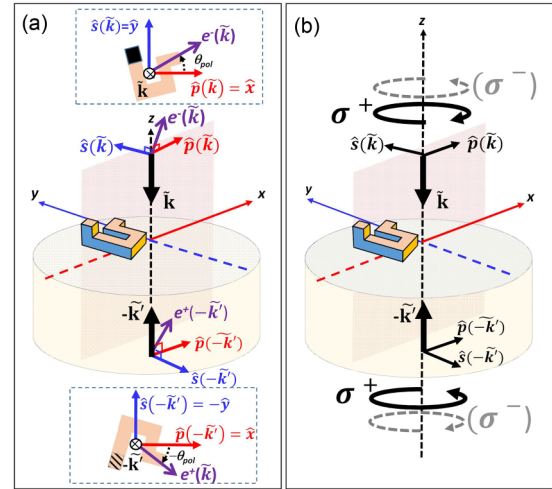 (a)
ŝ(k̃)=ŷ
e⁻(k̃)
θpol
k̃
p̂(k̃) = x̂
z
e⁻(k̃)
ŝ(k̃)
p̂(k̃)
k̃
y
x
-k̃′
e⁺(-k̃′)
p̂(-k̃′)
ŝ(-k̃′)
ŝ(-k̃′) = -ŷ
p̂(-k̃′) = x̂
-k̃′
-θpol
e⁺(k̃)
(b)
z
(σ⁻)
σ⁺
ŝ(k̃)
p̂(k̃)
k̃
y
x
-k̃′
p̂(-k̃′)
ŝ(-k̃′)
σ⁺
(σ⁻)